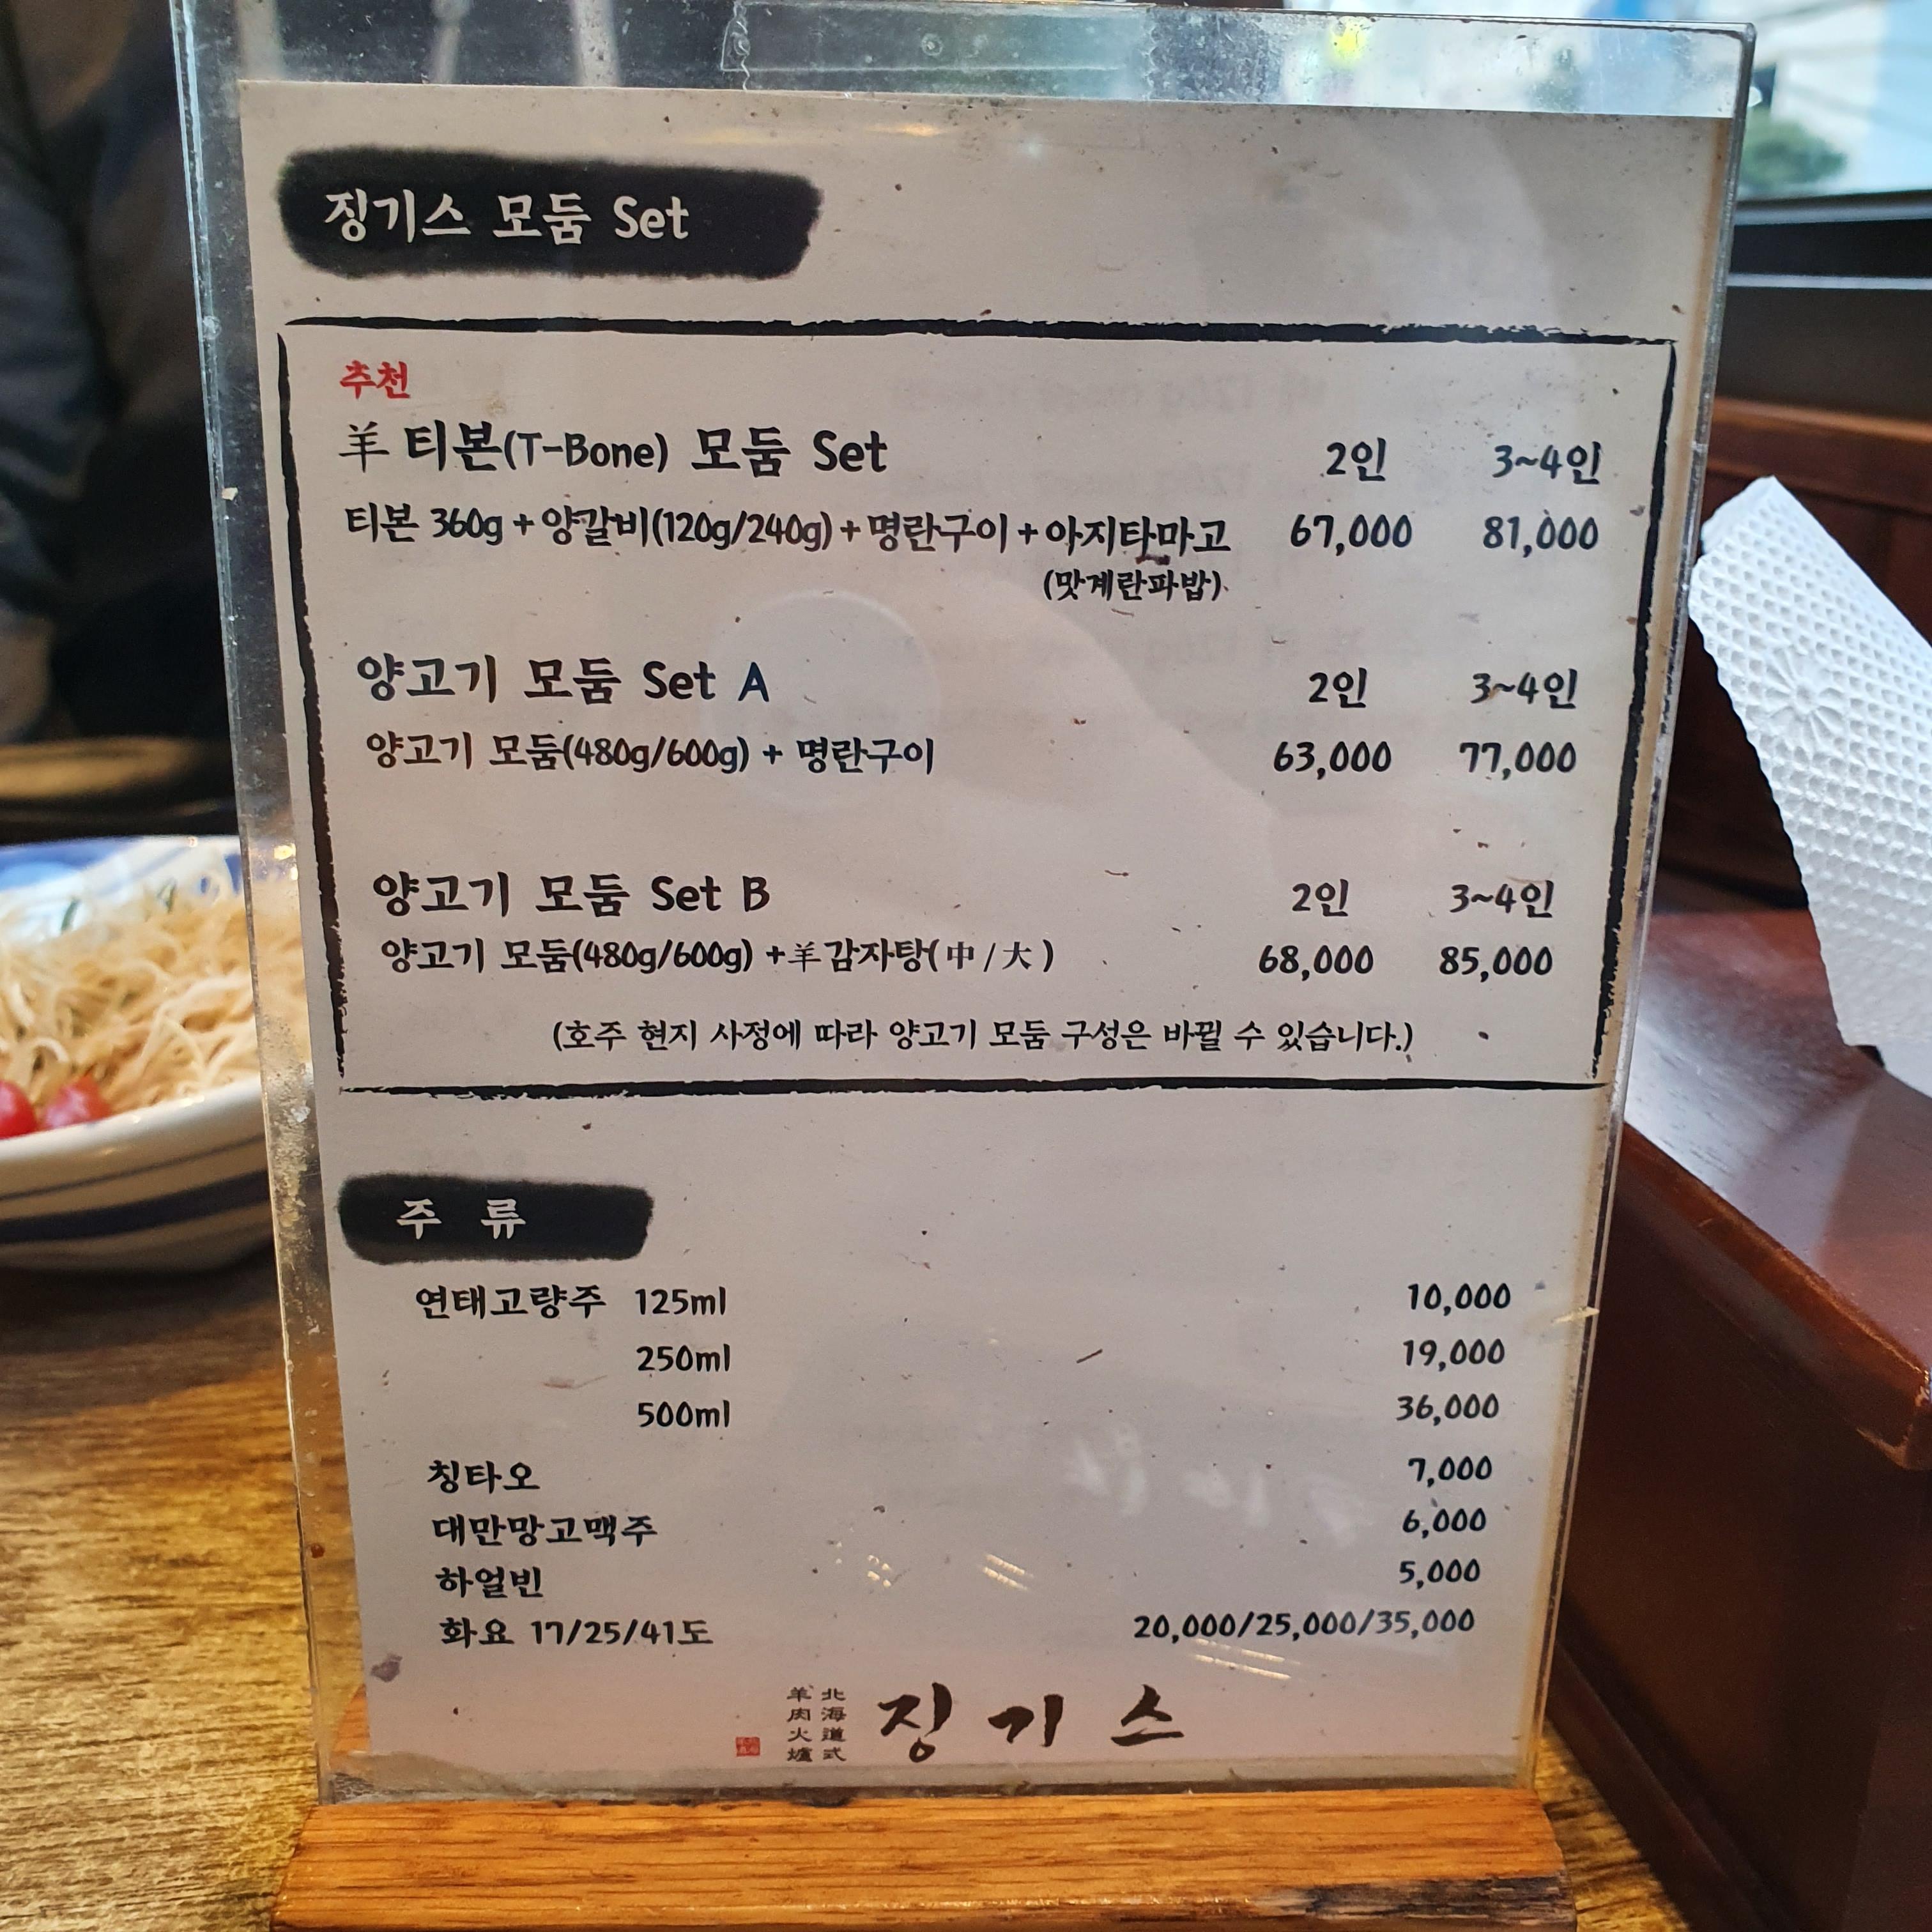 징기스 모둠 Set
추천
羊 티본(T-Bone) 모둠 Set 2인 3~4인
티본 360g + 양갈비(120g/240g) + 명란구이 + 아지타마고 67,000 81,000
(맛계란파밥)
양고기 모둠 Set A 2인 3~4인
양고기 모둠(480g/600g) + 명란구이 63,000 77,000
양고기 모둠 Set B 2인 3~4인
양고기 모둠(480g/600g) +羊감자탕(中/大) 68,000 85,000
(호주 현지 사정에 따라 양고기 모둠 구성은 바뀔 수 있습니다.)
주 류
연태고량주 125ml 10,000
250ml 19,000
500ml 36,000
칭타오 7,000
대만망고맥주 6,000
하얼빈 5,000
화요 17/25/41도 20,000/25,000/35,000
北海道式
羊肉火爐
징기스